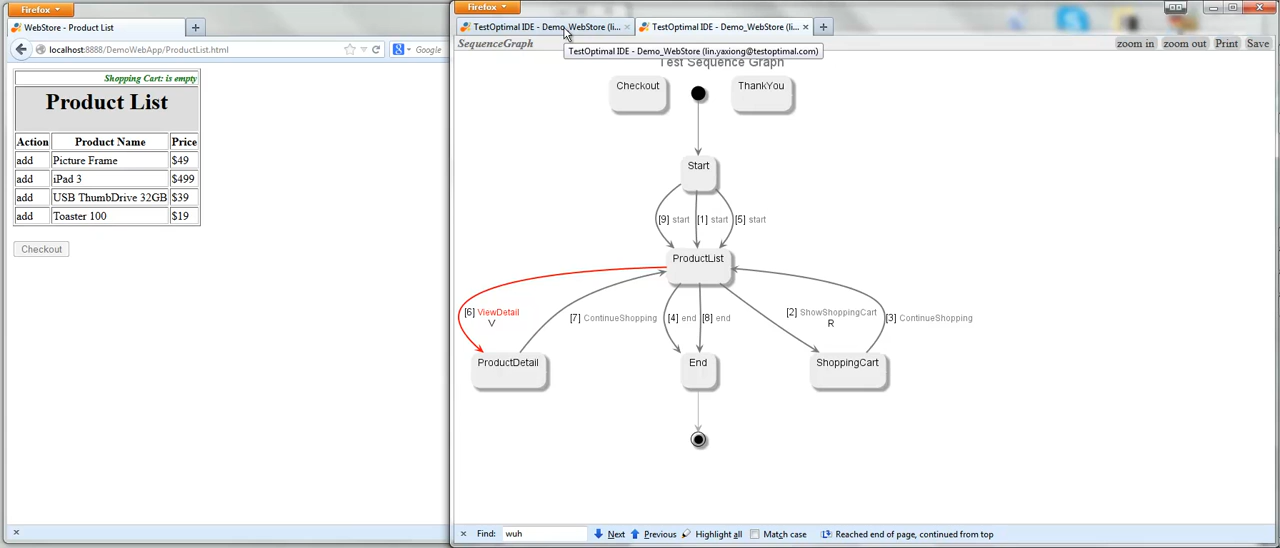 Firefox
WebStore - Product List
localhost:8888/DemoWebApp/ProductList.html
Google
Shopping Cart: is empty
Product List
Action Product Name Price
add Picture Frame $49
add iPad 3 $499
add USB ThumbDrive 32GB $39
add Toaster 100 $19
Checkout
Firefox
TestOptimal IDE - Demo_WebStore (li...
TestOptimal IDE - Demo_WebStore (li...
SequenceGraph
TestOptimal IDE - Demo_WebStore (lin.yaxiong@testoptimal.com)
zoom in zoom out Print Save
Test Sequence Graph
Checkout
ThankYou
Start
[9] start [1] start [5] start
ProductList
[6] ViewDetail
V
[7] ContinueShopping
[4] end
[8] end
[2] ShowShoppingCart
R
[3] ContinueShopping
ProductDetail
End
ShoppingCart
Find: wuh Next Previous Highlight all Match case Reached end of page, continued from top